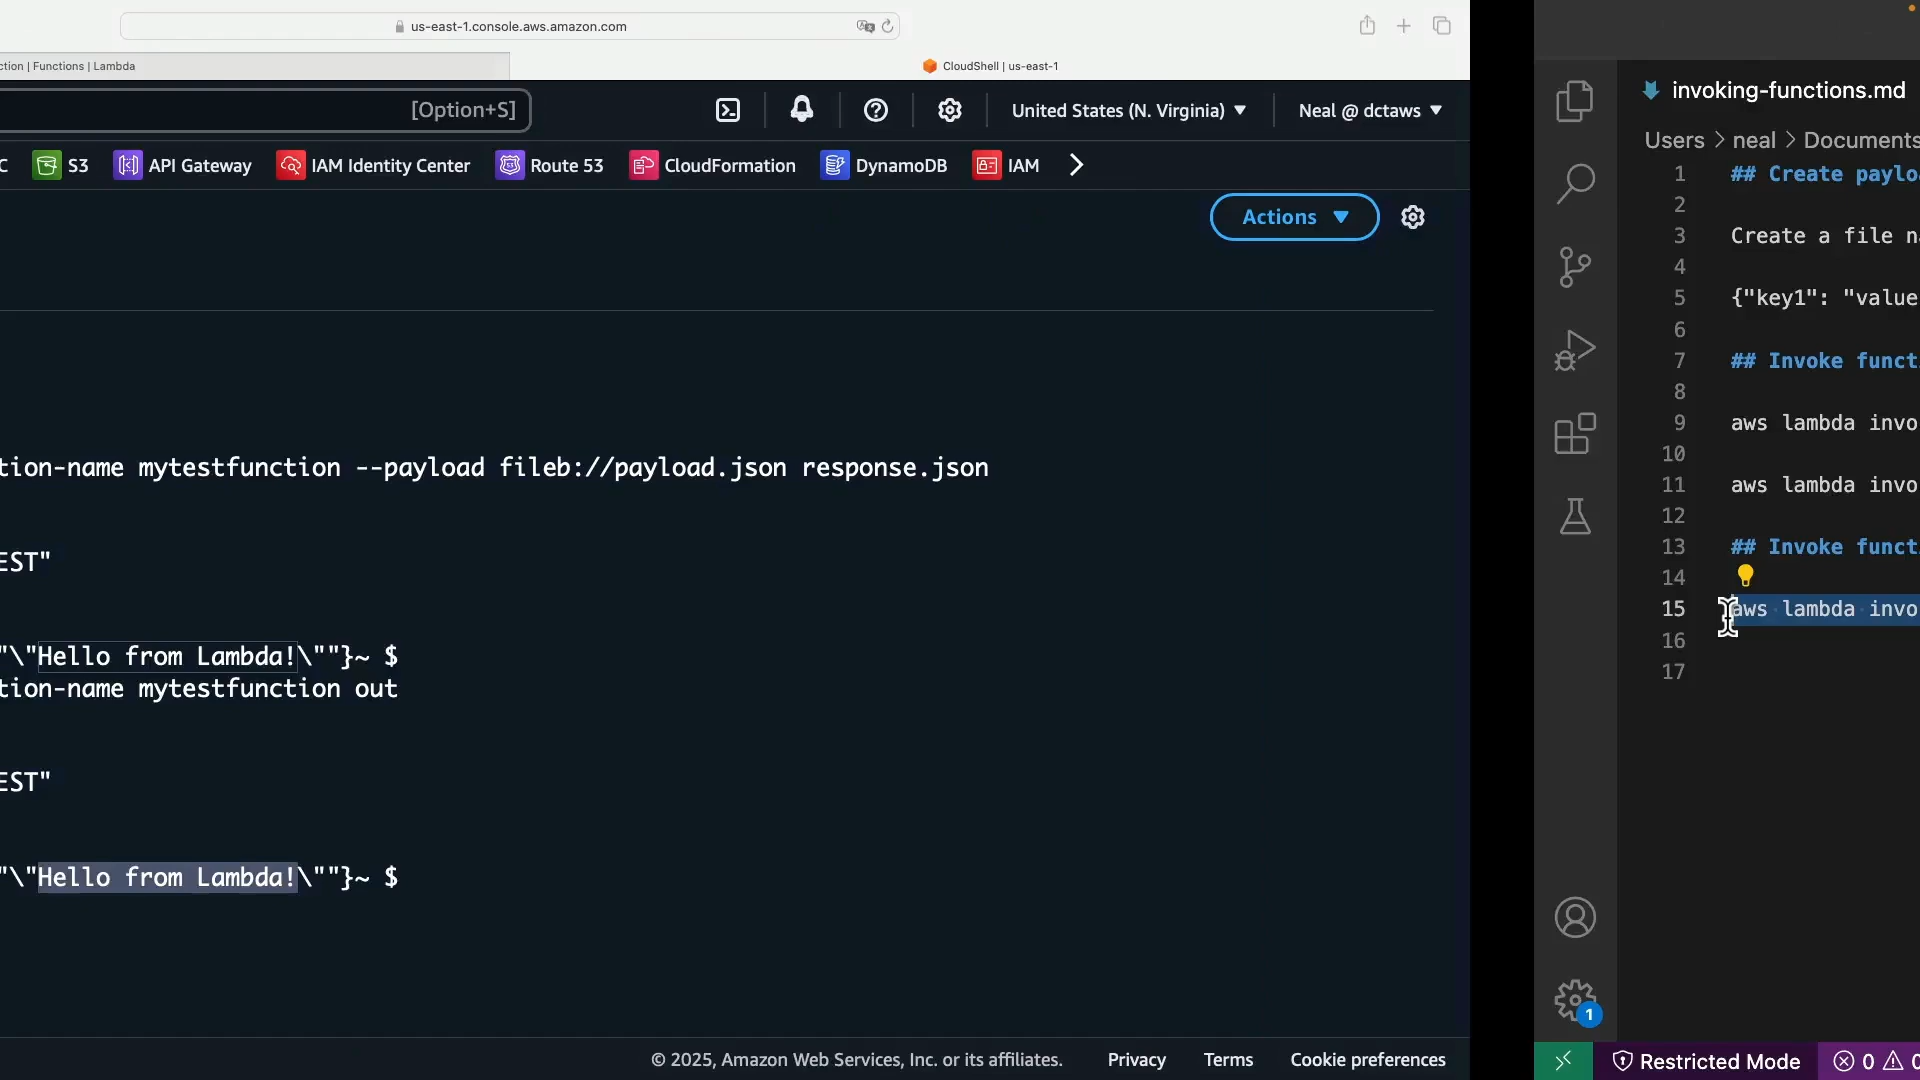 us-east-1.console.aws.amazon.com
ction | Functions | Lambda
CloudShell | us-east-1
[Option+S]
United States (N. Virginia)
Neal @ dctaws
C
S3
API Gateway
IAM Identity Center
Route 53
CloudFormation
DynamoDB
IAM
Actions
tion-name mytestfunction --payload fileb://payload.json response.json
EST"
"\"Hello from Lambda!\""}~ $
tion-name mytestfunction out
EST"
"\"Hello from Lambda!\""}~ $
© 2025, Amazon Web Services, Inc. or its affiliates.
Privacy
Terms
Cookie preferences
invoking-functions.md
Users > neal > Documents
1 ## Create paylo
2
3 Create a file n
4
5 {"key1": "value
6
7 ## Invoke funct
8
9 aws lambda invo
10
11 aws lambda invo
12
13 ## Invoke funct
14
15 aws lambda invo
16
17
1
Restricted Mode
0